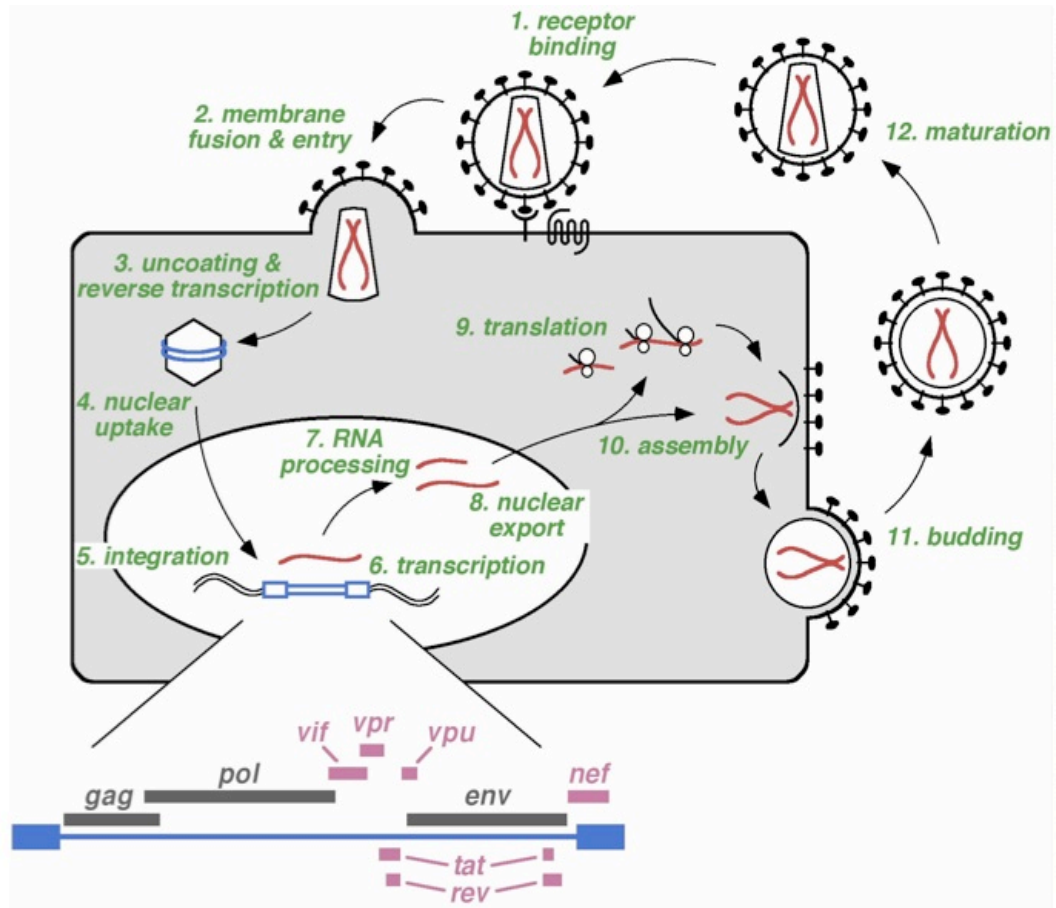 1. receptor
binding
2. membrane
fusion & entry
12. maturation
3. uncoating &
reverse transcription
9. translation
4. nuclear
uptake
7. RNA
processing
10. assembly
8. nuclear
export
11. budding
5. integration
6. transcription
vif
vpr
vpu
gag
pol
env
nef
tat
rev